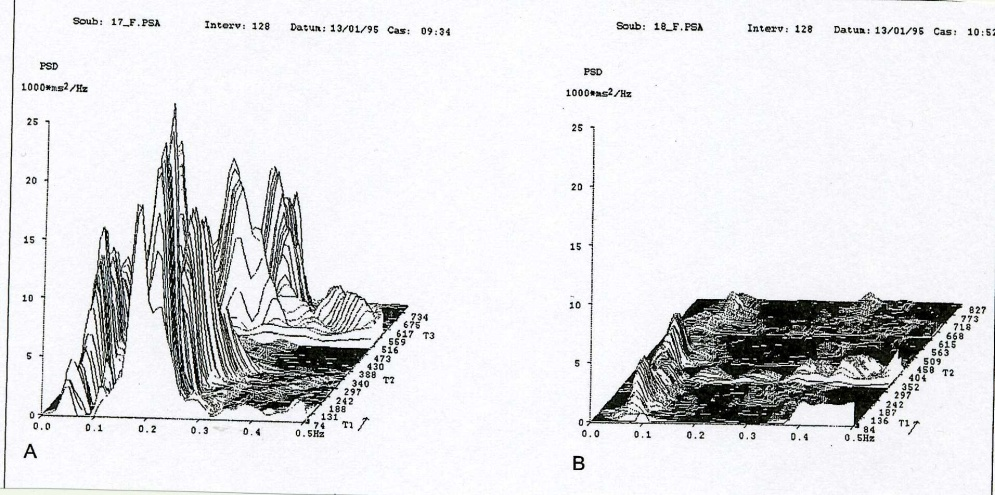 Soub: 17_F.PSA Interv: 128 Datum: 13/01/95 Cas: 09:34
PSD
1000*ms2/Hz
25
20
15
10
5
0
0.0 0.1 0.2 0.3 0.4 0.5Hz
734
675
617 T3
559
516
473
430
388 T2
340
297
242
188
131
74 T1
A
Soub: 18_F.PSA Interv: 128 Datum: 13/01/95 Cas: 10:52
PSD
1000*ms2/Hz
25
20
15
10
5
0
0.0 0.1 0.2 0.3 0.4 0.5Hz
827
773
718
668
615
563
509
458 T2
404
352
297
242
187
136 T1
84
B